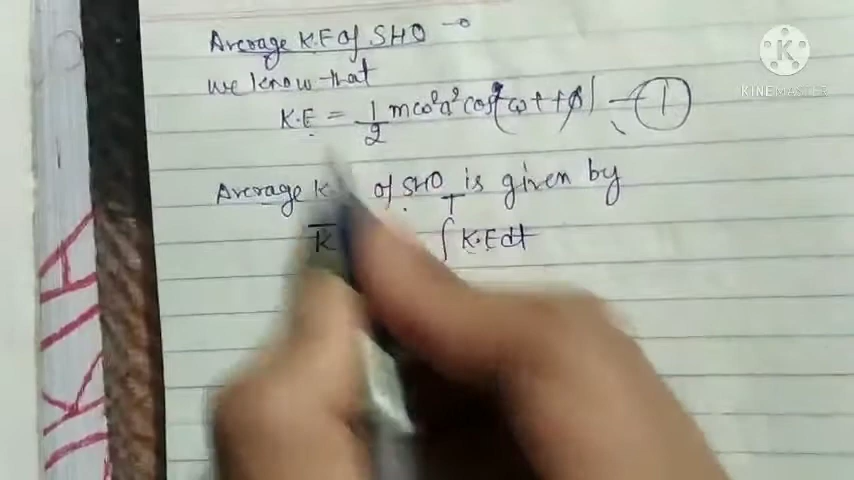 Average K.E of SHO →
we know that
K.E = 1/2 mω²a² cos²(ωt + φ) — ①
Average K of SHO is given by
K̅ ∫ᵀ K.E dt
KINEMASTER
IKIA